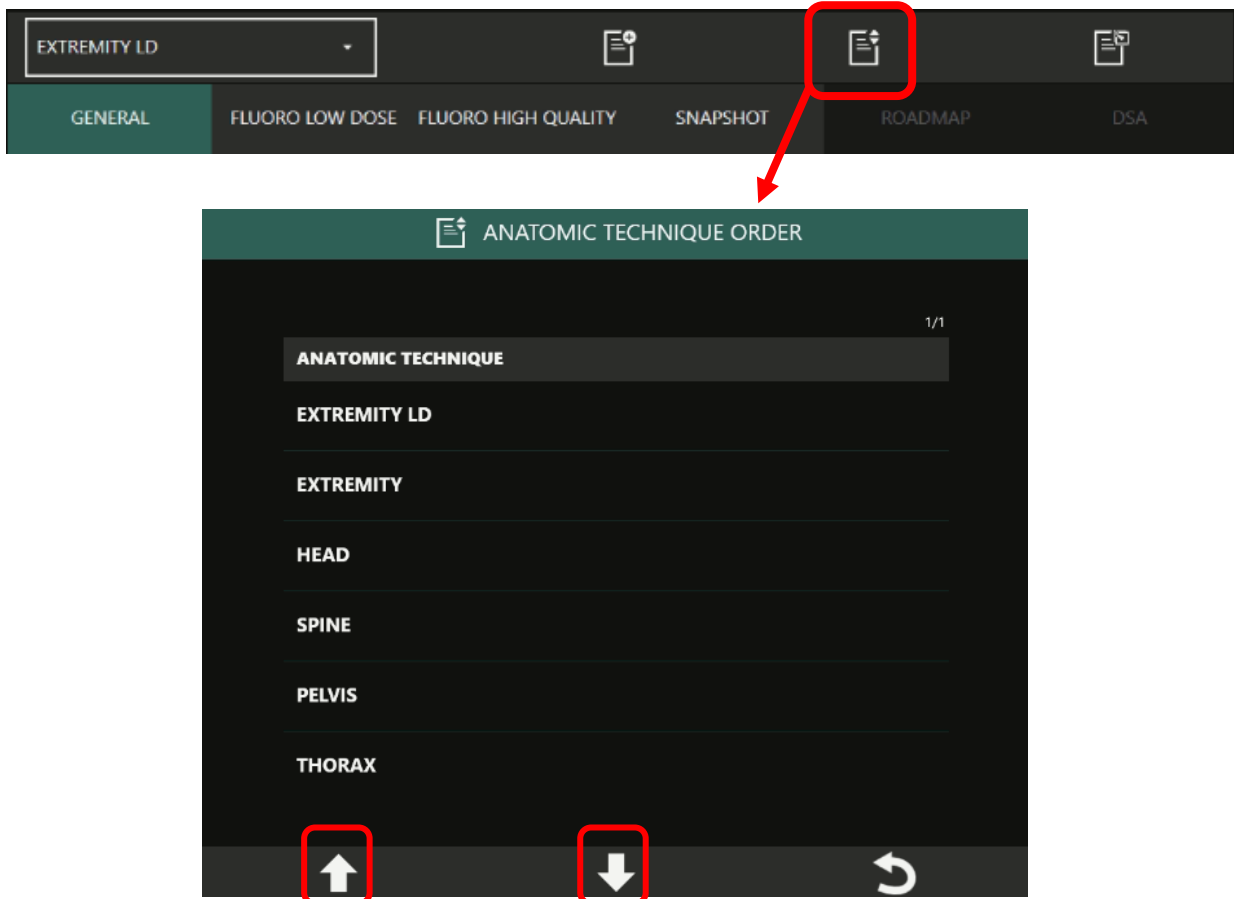 EXTREMITY LD
GENERAL FLUORO LOW DOSE FLUORO HIGH QUALITY SNAPSHOT ROADMAP DSA
ANATOMIC TECHNIQUE ORDER
1/1
ANATOMIC TECHNIQUE
EXTREMITY LD
EXTREMITY
HEAD
SPINE
PELVIS
THORAX